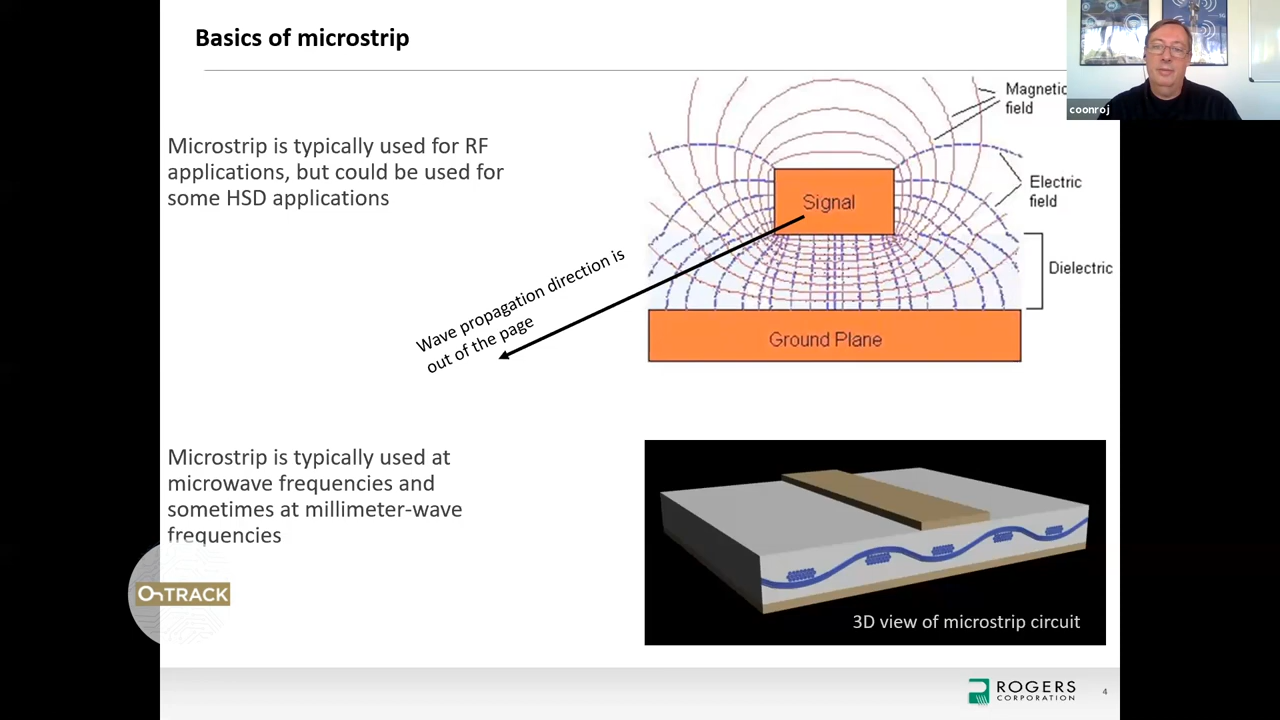 Basics of microstrip
Microstrip is typically used for RF
applications, but could be used for
some HSD applications
Magnetic
field
Electric
field
Signal
Dielectric
Ground Plane
Wave propagation direction is
out of the page
Microstrip is typically used at
microwave frequencies and
sometimes at millimeter-wave
frequencies
3D view of microstrip circuit
OnTRACK
ROGERS
CORPORATION
4
coonroj